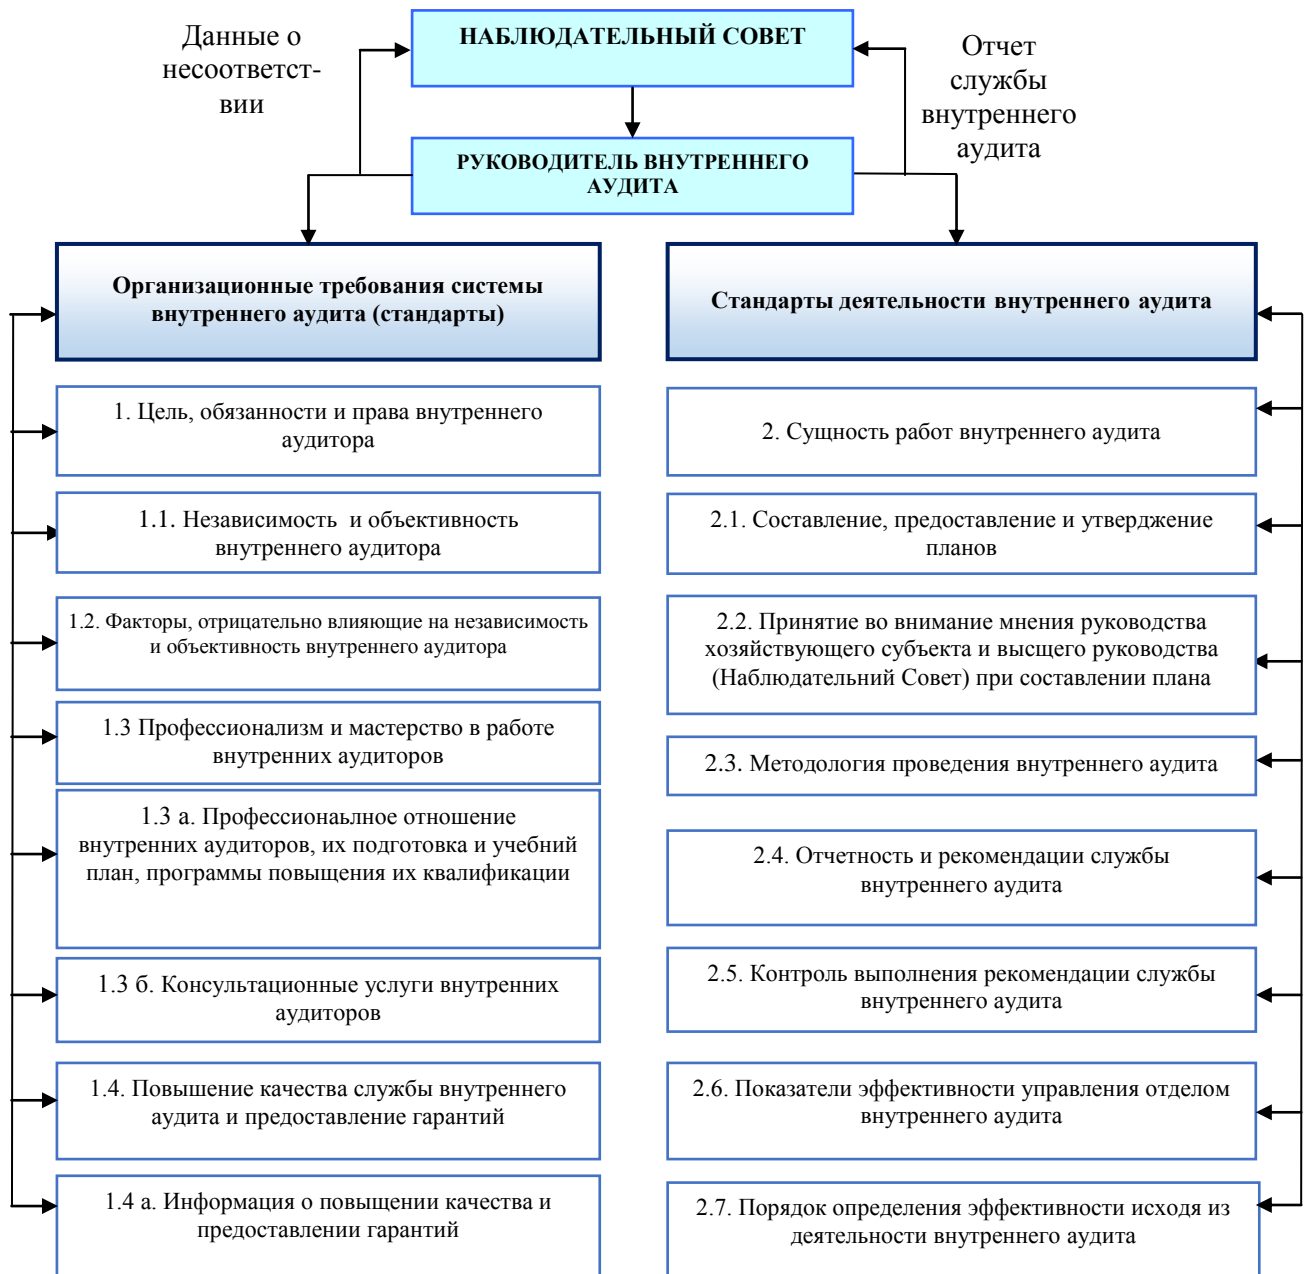 Данные о
несоответст-
вии
НАБЛЮДАТЕЛЬНЫЙ СОВЕТ
Отчет
службы
внутреннего
аудита
РУКОВОДИТЕЛЬ ВНУТРЕННЕГО
АУДИТА
Организационные требования системы
внутреннего аудита (стандарты)
1. Цель, обязанности и права внутреннего
аудитора
1.1. Независимость и объективность
внутреннего аудитора
1.2. Факторы, отрицательно влияющие на независимость
и объективность внутреннего аудитора
1.3 Профессионализм и мастерство в работе
внутренних аудиторов
1.3 а. Профессионаьлное отношение
внутренних аудиторов, их подготовка и учебний
план, программы повыщения их квалификации
1.3 б. Консультационные услуги внутренних
аудиторов
1.4. Повышение качества службы внутреннего
аудита и предоставление гарантий
1.4 а. Информация о повыщении качества и
предоставлении гарантий
Стандарты деятельности внутреннего аудита
2. Сущность работ внутреннего аудита
2.1. Составление, предоставление и утверджение
планов
2.2. Принятие во внимание мнения руководства
хозяйствующего субъекта и высщего руководства
(Наблюдательний Совет) при составлении плана
2.3. Методология проведения внутреннего аудита
2.4. Отчетность и рекомендации службы
внутреннего аудита
2.5. Контроль выполнения рекомендации службы
внутреннего аудита
2.6. Показатели эффективности управления отделом
внутреннего аудита
2.7. Порядок определения эффективности исходя из
деятельности внутреннего аудита